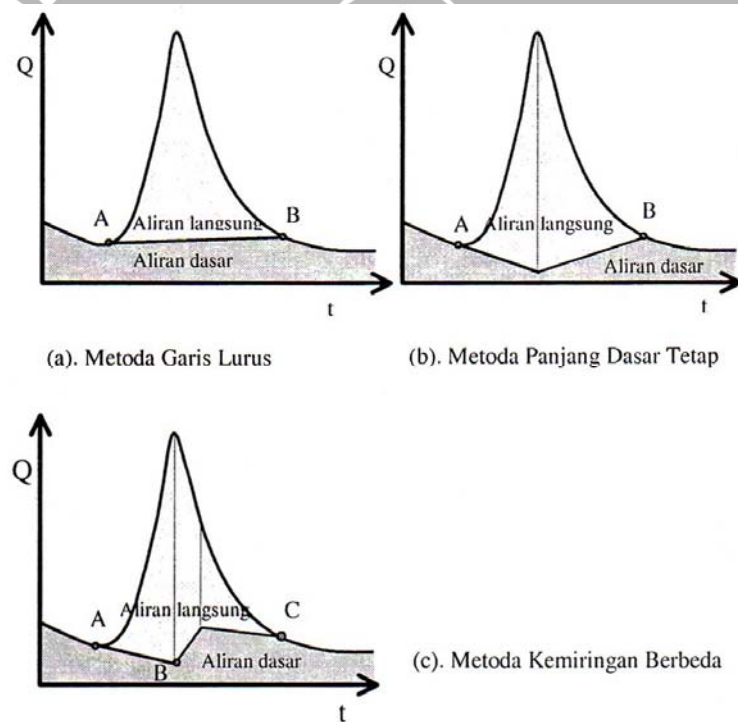 Q
A
Aliran langsung
B
Aliran dasar
t
(a). Metoda Garis Lurus
Q
A
Aliran langsung
B
Aliran dasar
t
(b). Metoda Panjang Dasar Tetap
Q
A
Aliran langsung
C
B
Aliran dasar
t
(c). Metoda Kemiringan Berbeda